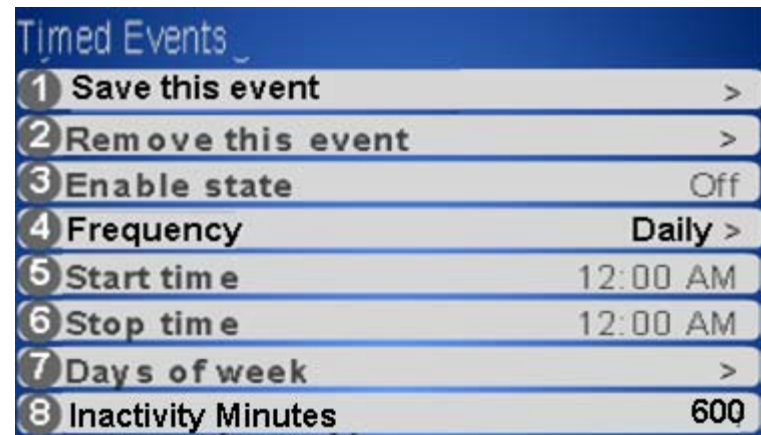 Timed Events
1 Save this event >
2 Remove this event >
3 Enable state Off
4 Frequency Daily >
5 Start time 12:00 AM
6 Stop time 12:00 AM
7 Days of week >
8 Inactivity Minutes 600